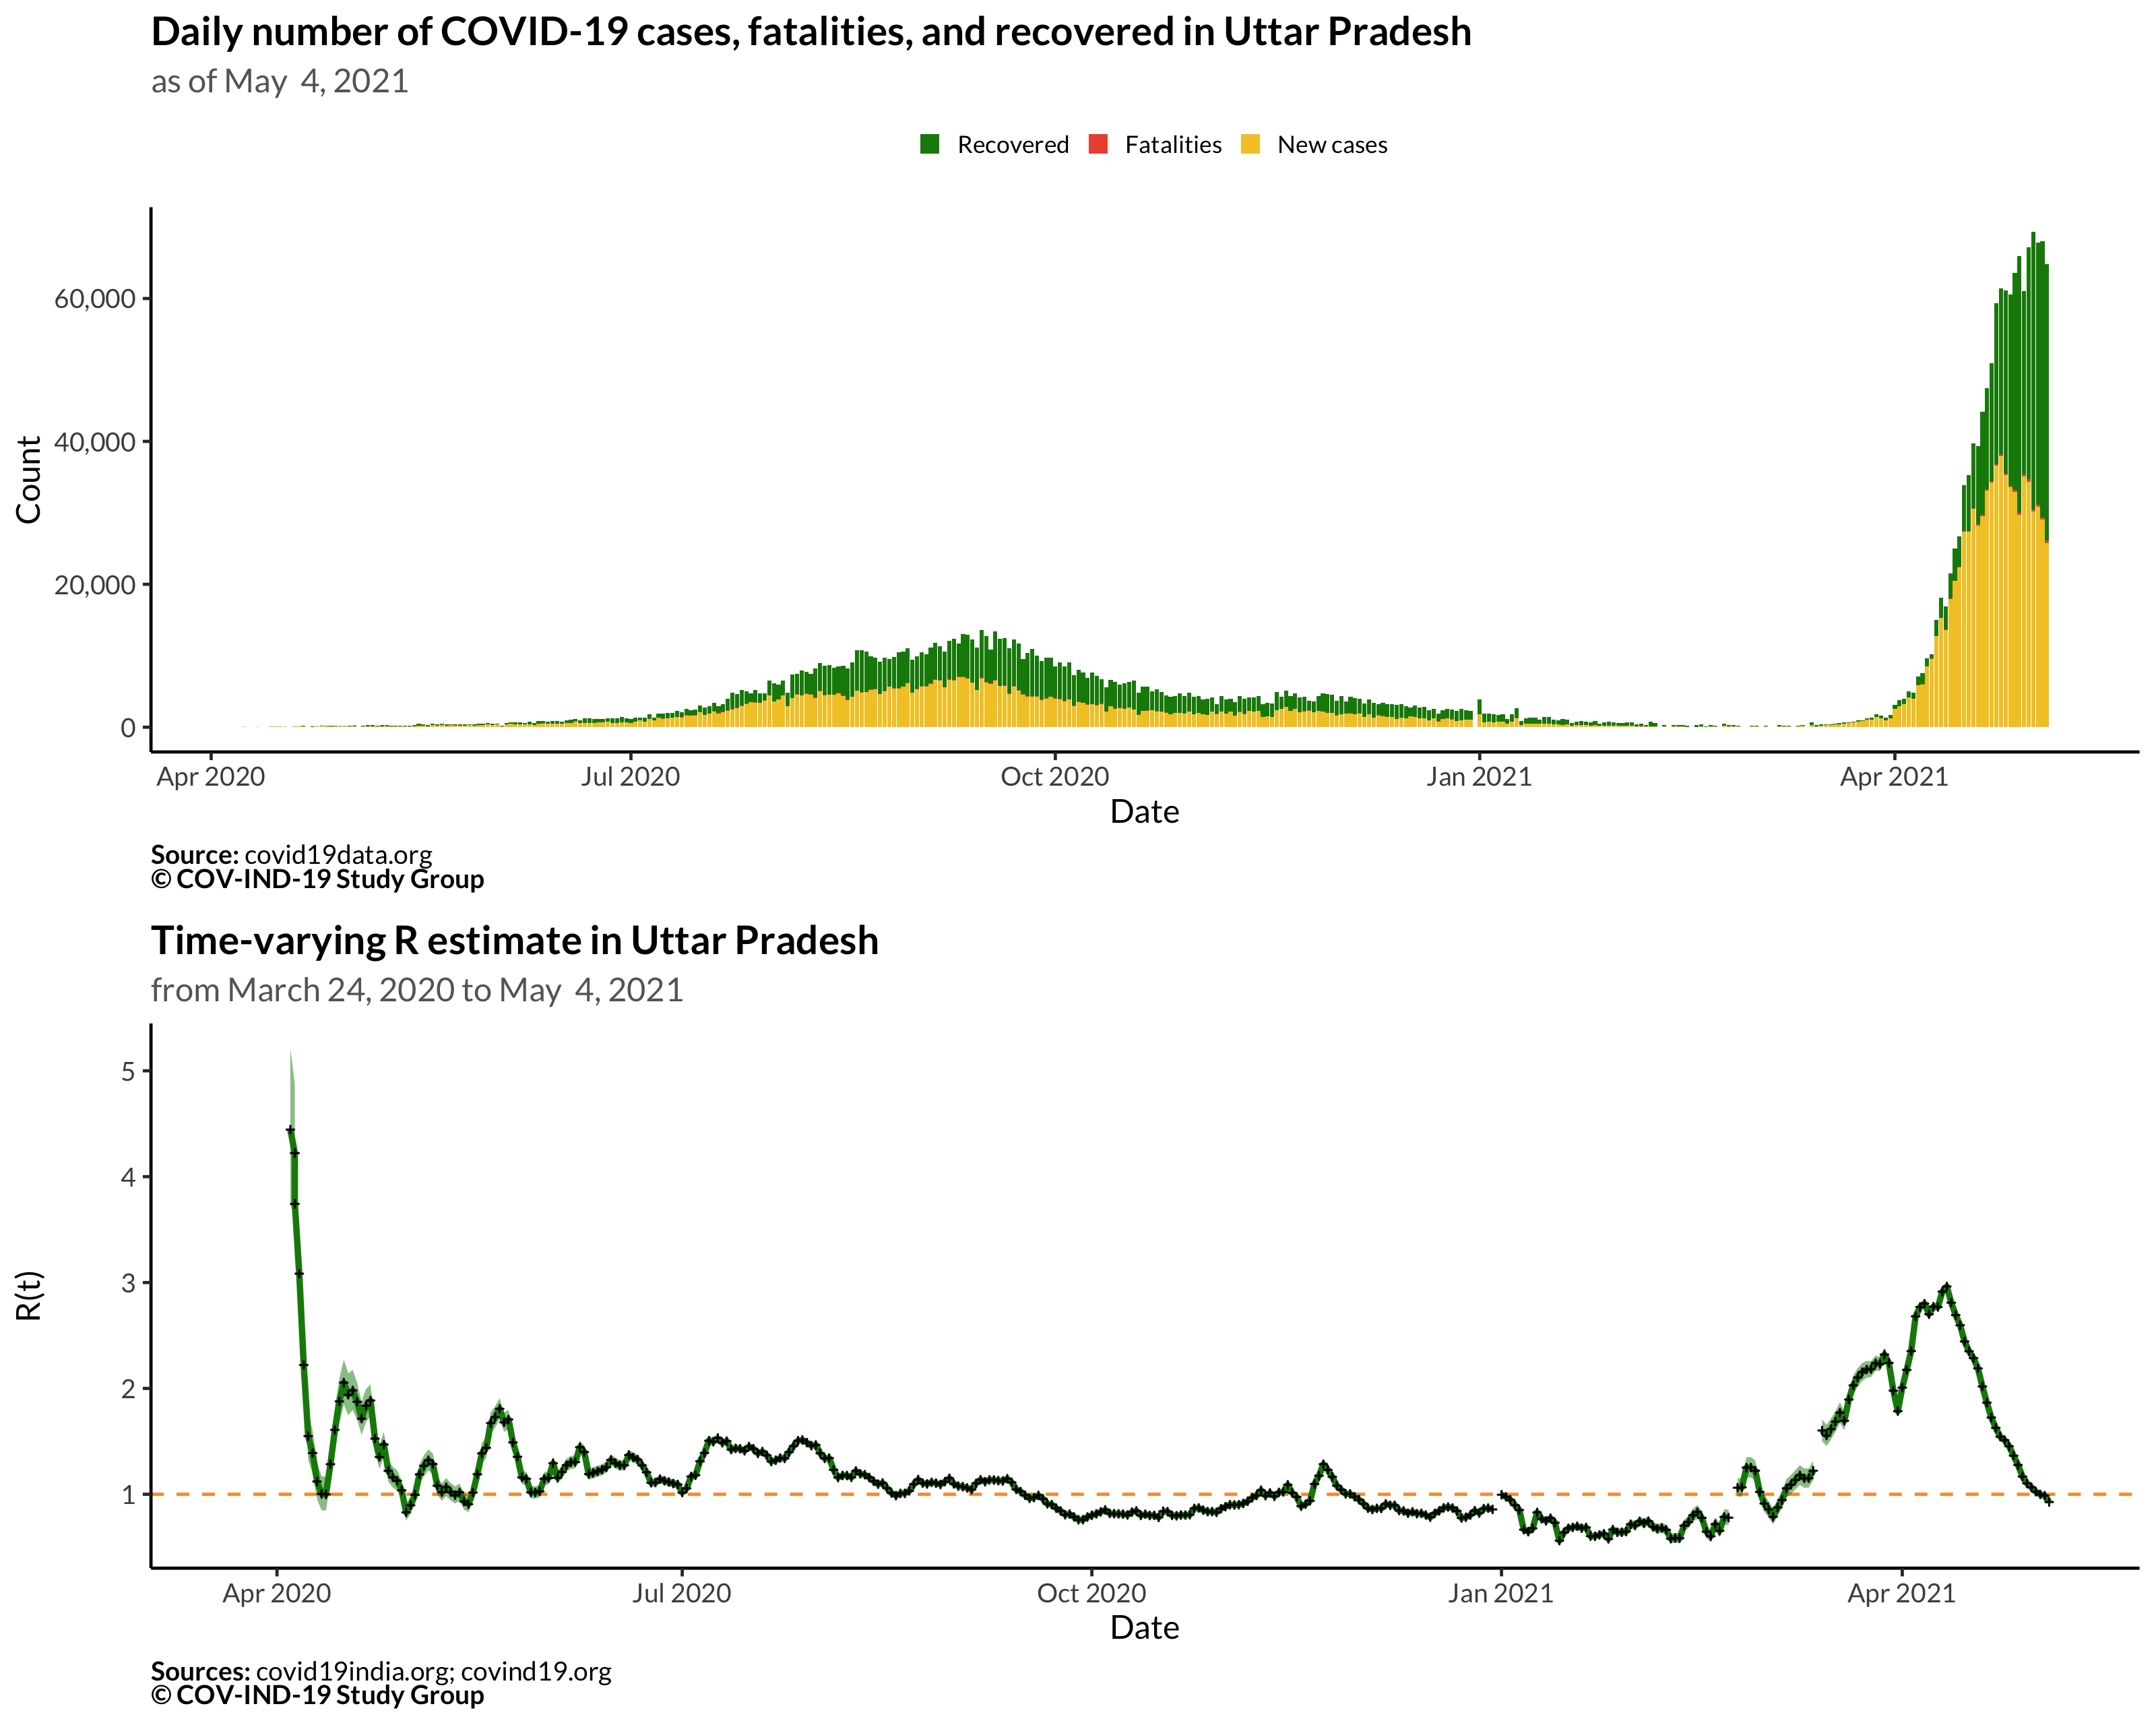 Daily number of COVID-19 cases, fatalities, and recovered in Uttar Pradesh
as of May  4, 2021
Recovered Fatalities New cases
Count
60,000
40,000
20,000
0
Apr 2020 Jul 2020 Oct 2020 Jan 2021 Apr 2021
Date
Source: covid19data.org
© COV-IND-19 Study Group
Time-varying R estimate in Uttar Pradesh
from March 24, 2020 to May  4, 2021
R(t)
5
4
3
2
1
Apr 2020 Jul 2020 Oct 2020 Jan 2021 Apr 2021
Date
Sources: covid19india.org; covind19.org
© COV-IND-19 Study Group